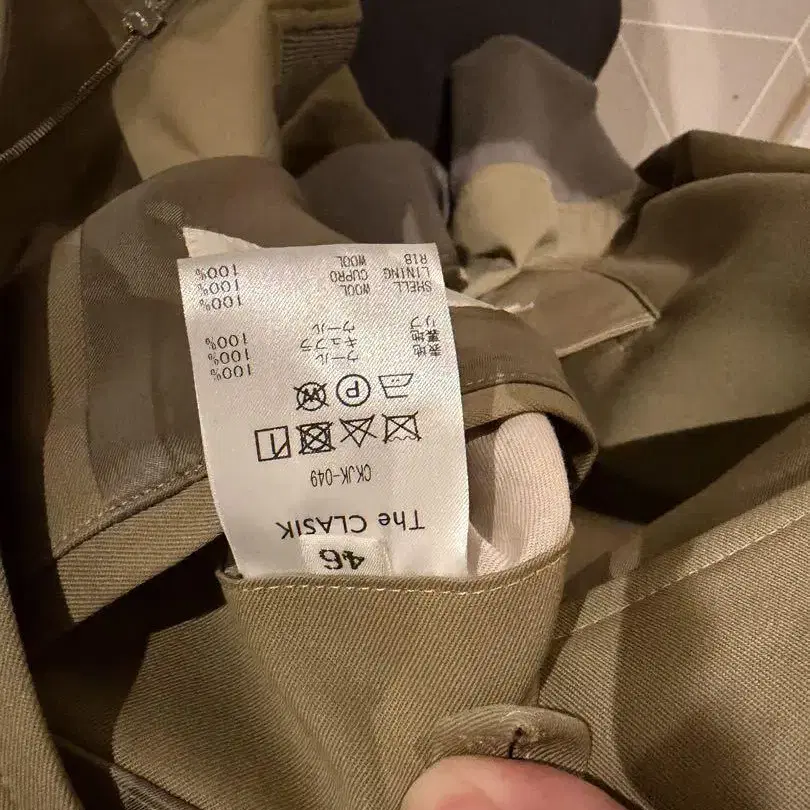 46
The CLASIK
CKJK-049
P W
表地 ウール 100%
裏地 キュプラ 100%
リブ ウール 100%
SHELL WOOL 100%
LINING CUPRO 100%
RIB WOOL 100%